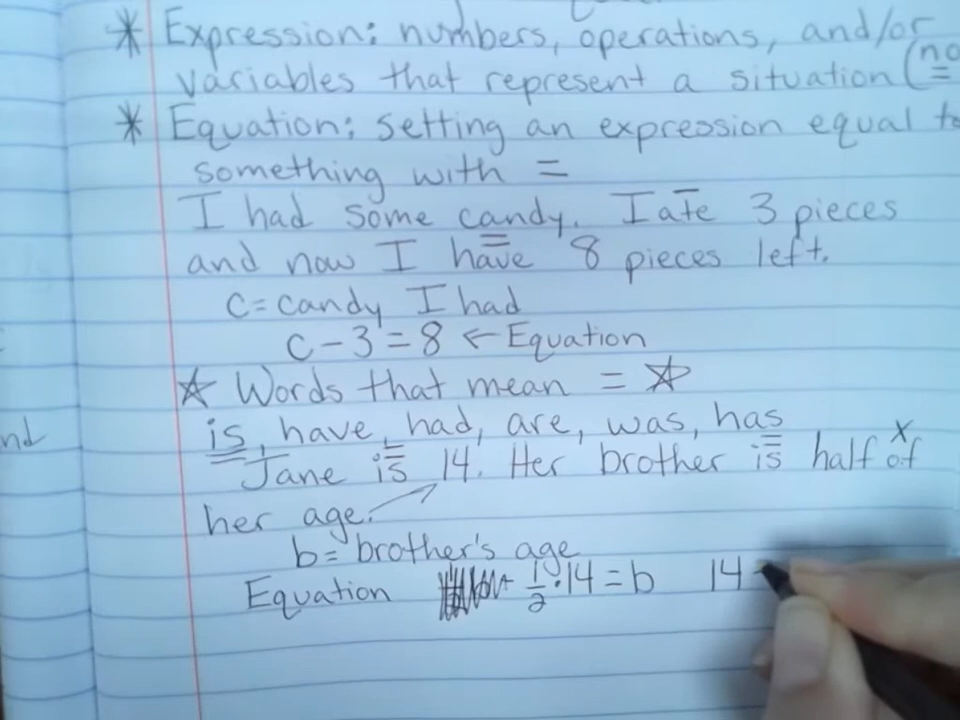 * Expression: numbers, operations, and/or
variables that represent a situation (no
=
* Equation: setting an expression equal to
something with =
I had some candy. I ate 3 pieces
and now I have 8 pieces left.
c = candy I had
c - 3 = 8 ← Equation
☆ Words that mean = ☆
is, have, had, are, was, has
nd
Jane is 14. Her brother is half of
x
her age.
b = brother's age
Equation 1/2 · 14 = b 14